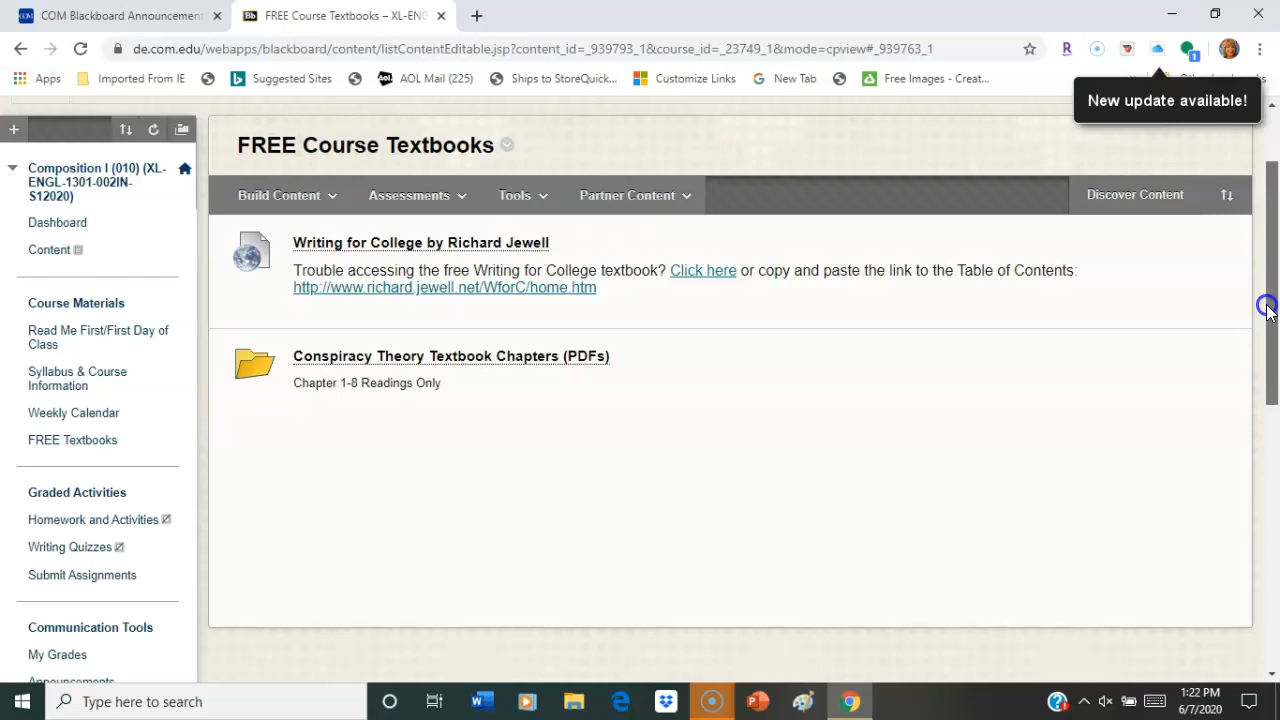 COM Blackboard Announcement
FREE Course Textbooks – XL-ENG
de.com.edu/webapps/blackboard/content/listContentEditable.jsp?content_id=_939793_1&course_id=_23749_1&mode=cpview#_939763_1
Apps
Imported From IE
Suggested Sites
AOL Mail (225)
Ships to StoreQuick...
Customize Links
New Tab
Free Images - Creat...
New update available!
FREE Course Textbooks
Composition I (010) (XL-
ENGL-1301-002IN-
S12020)
Dashboard
Content
Course Materials
Read Me First/First Day of
Class
Syllabus & Course
Information
Weekly Calendar
FREE Textbooks
Graded Activities
Homework and Activities
Writing Quizzes
Submit Assignments
Communication Tools
My Grades
Build Content
Assessments
Tools
Partner Content
Discover Content
Writing for College by Richard Jewell
Trouble accessing the free Writing for College textbook? Click here or copy and paste the link to the Table of Contents:
http://www.richard.jewell.net/WforC/home.htm
Conspiracy Theory Textbook Chapters (PDFs)
Chapter 1-8 Readings Only
Type here to search
1:22 PM
6/7/2020